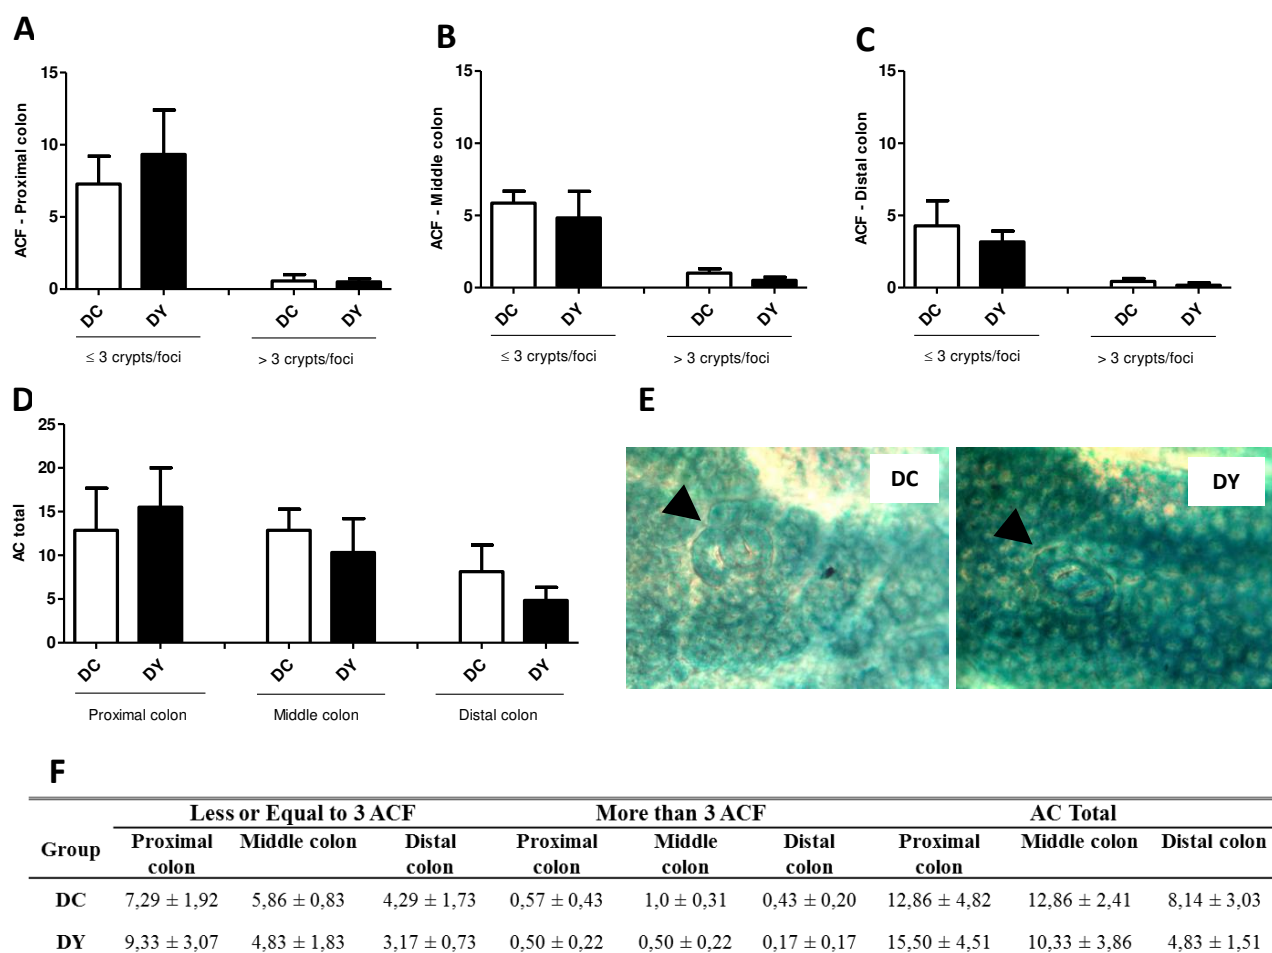 A
ACF - Proximal colon
15
10
5
0
DC
DY
DC
DY
≤ 3 crypts/foci
> 3 crypts/foci
B
ACF - Middle colon
15
10
5
0
DC
DY
DC
DY
≤ 3 crypts/foci
> 3 crypts/foci
C
ACF - Distal colon
15
10
5
0
DC
DY
DC
DY
≤ 3 crypts/foci
> 3 crypts/foci
D
AC total
25
20
15
10
5
0
DC
DY
DC
DY
DC
DY
Proximal colon
Middle colon
Distal colon
E
DC
DY
F
Less or Equal to 3 ACF More than 3 ACF AC Total
Group Proximal colon Middle colon Distal colon Proximal colon Middle colon Distal colon Proximal colon Middle colon Distal colon
DC 7,29 ± 1,92 5,86 ± 0,83 4,29 ± 1,73 0,57 ± 0,43 1,0 ± 0,31 0,43 ± 0,20 12,86 ± 4,82 12,86 ± 2,41 8,14 ± 3,03
DY 9,33 ± 3,07 4,83 ± 1,83 3,17 ± 0,73 0,50 ± 0,22 0,50 ± 0,22 0,17 ± 0,17 15,50 ± 4,51 10,33 ± 3,86 4,83 ± 1,51